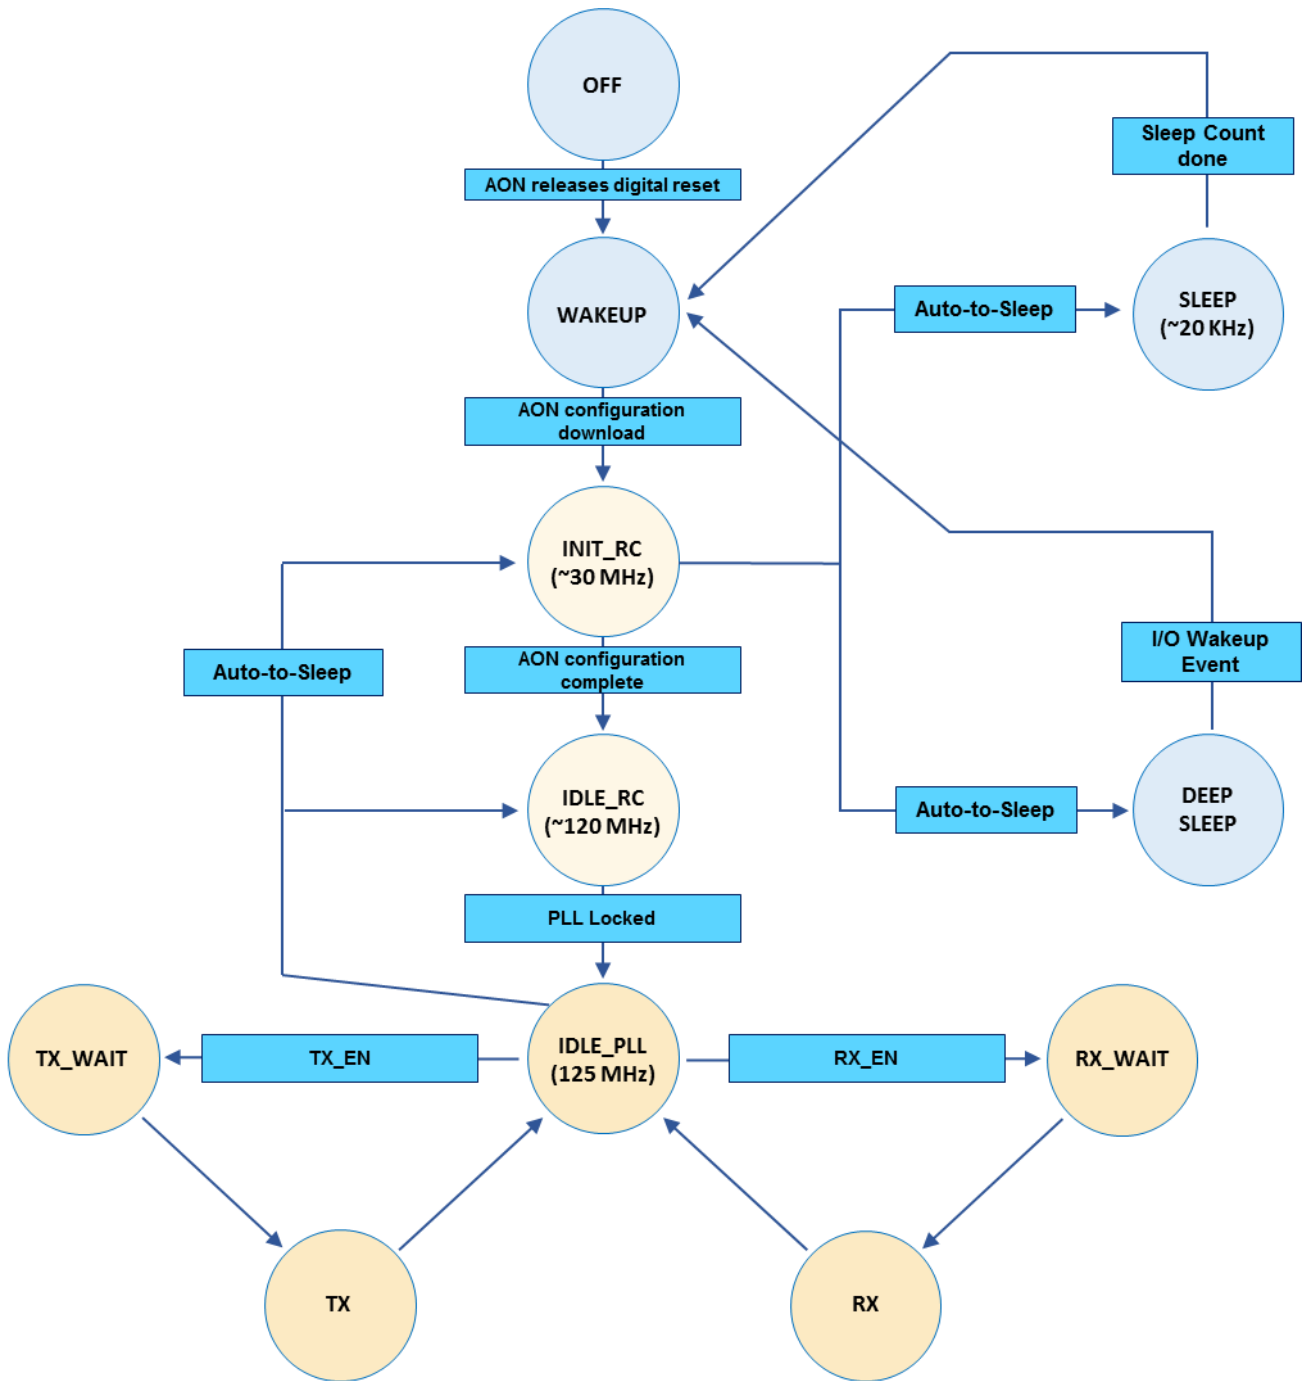 OFF
AON releases digital reset
Sleep Count
done
WAKEUP
Auto-to-Sleep
SLEEP
(~20 KHz)
AON configuration
download
INIT_RC
(~30 MHz)
Auto-to-Sleep
AON configuration
complete
I/O Wakeup
Event
IDLE_RC
(~120 MHz)
Auto-to-Sleep
DEEP
SLEEP
PLL Locked
TX_WAIT
TX_EN
IDLE_PLL
(125 MHz)
RX_EN
RX_WAIT
TX
RX